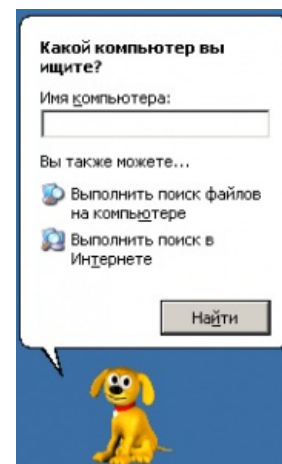 Какой компьютер вы
ищите?
Имя компьютера:
Вы также можете...
Выполнить поиск файлов
на компьютере
Выполнить поиск в
Интернете
Найти